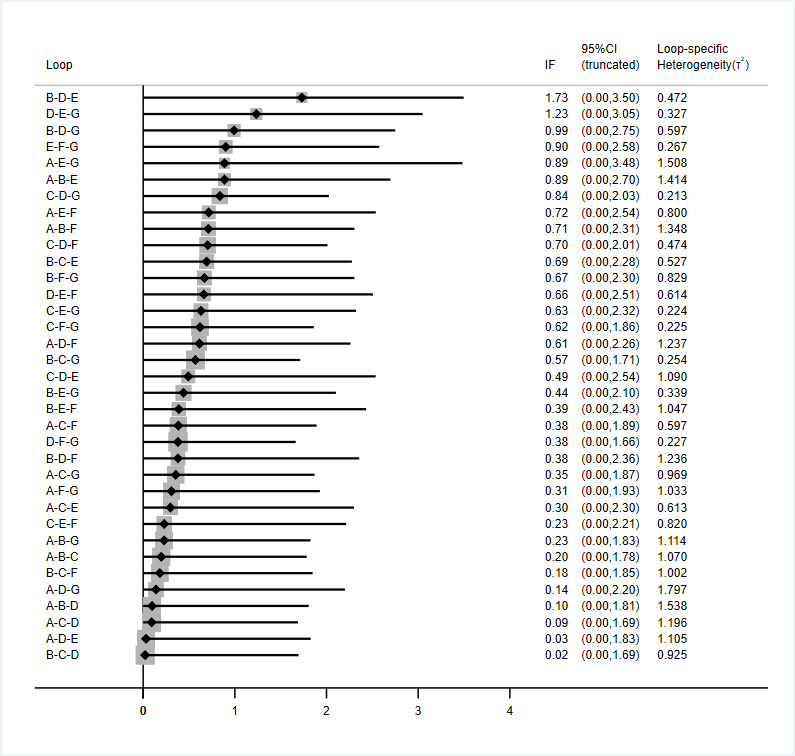 95%CI Loop-specific
Loop IF (truncated) Heterogeneity(τ²)
B-D-E 1.73 (0.00,3.50) 0.472
D-E-G 1.23 (0.00,3.05) 0.327
B-D-G 0.99 (0.00,2.75) 0.597
E-F-G 0.90 (0.00,2.58) 0.267
A-E-G 0.89 (0.00,3.48) 1.508
A-B-E 0.89 (0.00,2.70) 1.414
C-D-G 0.84 (0.00,2.03) 0.213
A-E-F 0.72 (0.00,2.54) 0.800
A-B-F 0.71 (0.00,2.31) 1.348
C-D-F 0.70 (0.00,2.01) 0.474
B-C-E 0.69 (0.00,2.28) 0.527
B-F-G 0.67 (0.00,2.30) 0.829
D-E-F 0.66 (0.00,2.51) 0.614
C-E-G 0.63 (0.00,2.32) 0.224
C-F-G 0.62 (0.00,1.86) 0.225
A-D-F 0.61 (0.00,2.26) 1.237
B-C-G 0.57 (0.00,1.71) 0.254
C-D-E 0.49 (0.00,2.54) 1.090
B-E-G 0.44 (0.00,2.10) 0.339
B-E-F 0.39 (0.00,2.43) 1.047
A-C-F 0.38 (0.00,1.89) 0.597
D-F-G 0.38 (0.00,1.66) 0.227
B-D-F 0.38 (0.00,2.36) 1.236
A-C-G 0.35 (0.00,1.87) 0.969
A-F-G 0.31 (0.00,1.93) 1.033
A-C-E 0.30 (0.00,2.30) 0.613
C-E-F 0.23 (0.00,2.21) 0.820
A-B-G 0.23 (0.00,1.83) 1.114
A-B-C 0.20 (0.00,1.78) 1.070
B-C-F 0.18 (0.00,1.85) 1.002
A-D-G 0.14 (0.00,2.20) 1.797
A-B-D 0.10 (0.00,1.81) 1.538
A-C-D 0.09 (0.00,1.69) 1.196
A-D-E 0.03 (0.00,1.83) 1.105
B-C-D 0.02 (0.00,1.69) 0.925
0 1 2 3 4